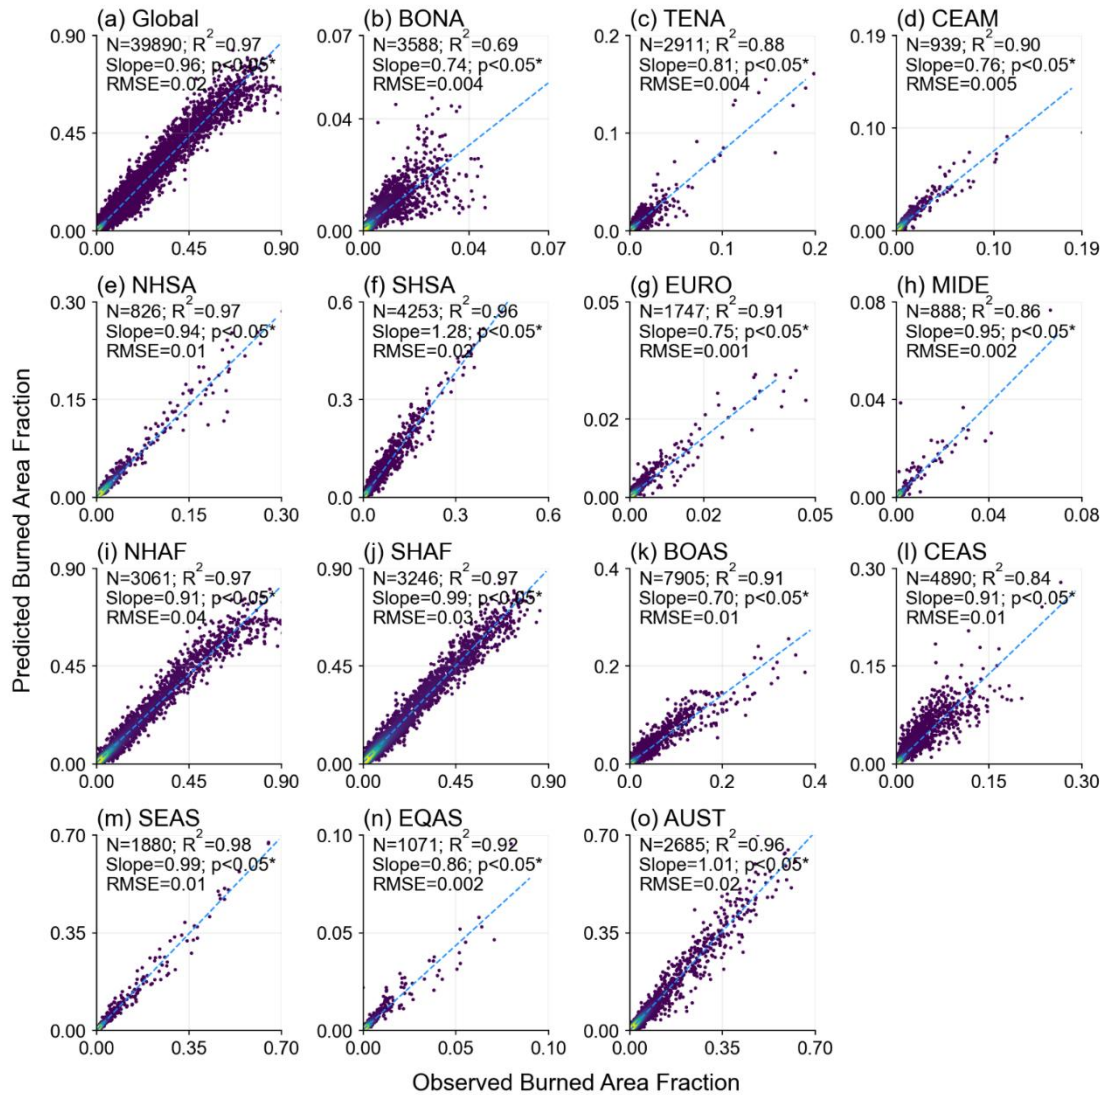 (a) Global
N=39890; R²=0.97
Slope=0.96; p<0.05*
RMSE=0.02
0.90
0.45
0.00
0.00 0.45 0.90
(b) BONA
N=3588; R²=0.69
Slope=0.74; p<0.05*
RMSE=0.004
0.07
0.04
0.00
0.00 0.04 0.07
(c) TENA
N=2911; R²=0.88
Slope=0.81; p<0.05*
RMSE=0.004
0.2
0.1
0.0
0.0 0.1 0.2
(d) CEAM
N=939; R²=0.90
Slope=0.76; p<0.05*
RMSE=0.005
0.19
0.10
0.00
0.00 0.10 0.19
(e) NHSA
N=826; R²=0.97
Slope=0.94; p<0.05*
RMSE=0.01
0.30
0.15
0.00
0.00 0.15 0.30
(f) SHSA
N=4253; R²=0.96
Slope=1.28; p<0.05*
RMSE=0.02
0.6
0.3
0.0
0.0 0.3 0.6
(g) EURO
N=1747; R²=0.91
Slope=0.75; p<0.05*
RMSE=0.001
0.05
0.02
0.00
0.00 0.02 0.05
(h) MIDE
N=888; R²=0.86
Slope=0.95; p<0.05*
RMSE=0.002
0.08
0.04
0.00
0.00 0.04 0.08
Predicted Burned Area Fraction
(i) NHAF
N=3061; R²=0.97
Slope=0.91; p<0.05*
RMSE=0.04
0.90
0.45
0.00
0.00 0.45 0.90
(j) SHAF
N=3246; R²=0.97
Slope=0.99; p<0.05*
RMSE=0.03
0.90
0.45
0.00
0.00 0.45 0.90
(k) BOAS
N=7905; R²=0.91
Slope=0.70; p<0.05*
RMSE=0.01
0.4
0.2
0.0
0.0 0.2 0.4
(l) CEAS
N=4890; R²=0.84
Slope=0.91; p<0.05*
RMSE=0.01
0.30
0.15
0.00
0.00 0.15 0.30
(m) SEAS
N=1880; R²=0.98
Slope=0.99; p<0.05*
RMSE=0.01
0.70
0.35
0.00
0.00 0.35 0.70
(n) EQAS
N=1071; R²=0.92
Slope=0.86; p<0.05*
RMSE=0.002
0.10
0.05
0.00
0.00 0.05 0.10
(o) AUST
N=2685; R²=0.96
Slope=1.01; p<0.05*
RMSE=0.02
0.70
0.35
0.00
0.00 0.35 0.70
Observed Burned Area Fraction